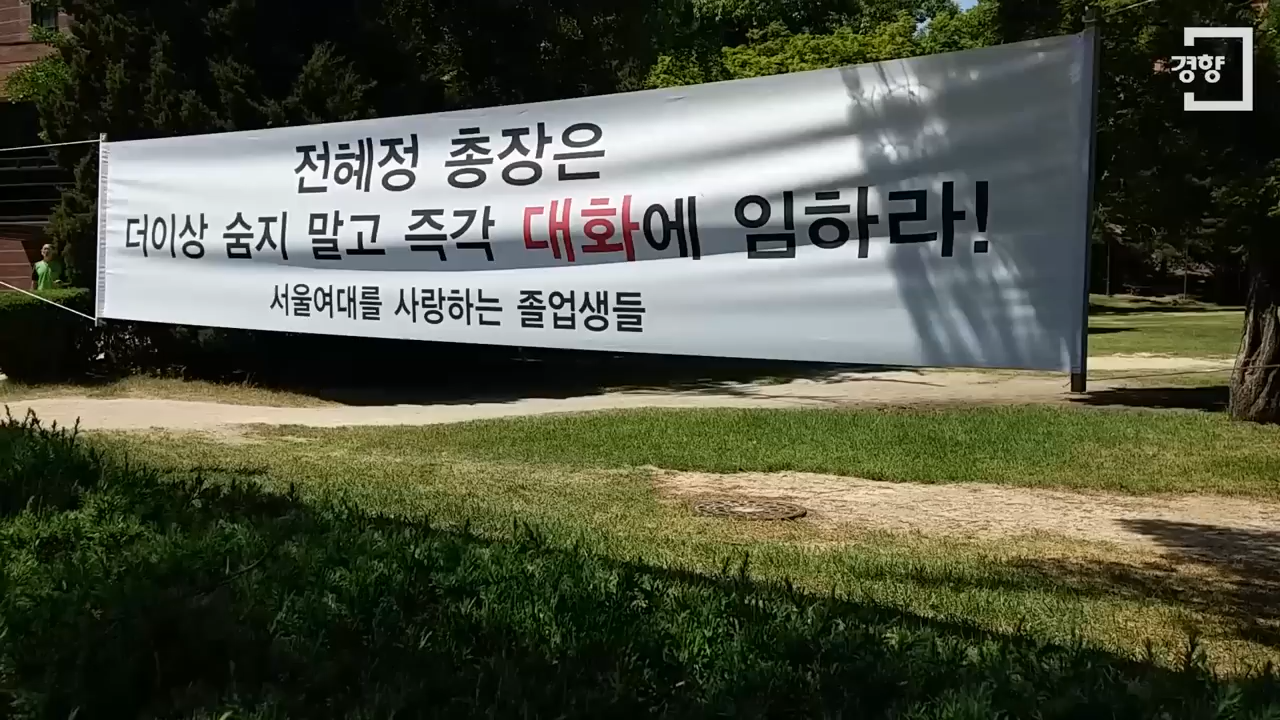 경향
전혜정 총장은
더이상 숨지 말고 즉각 대화에 임하라!
서울여대를 사랑하는 졸업생들